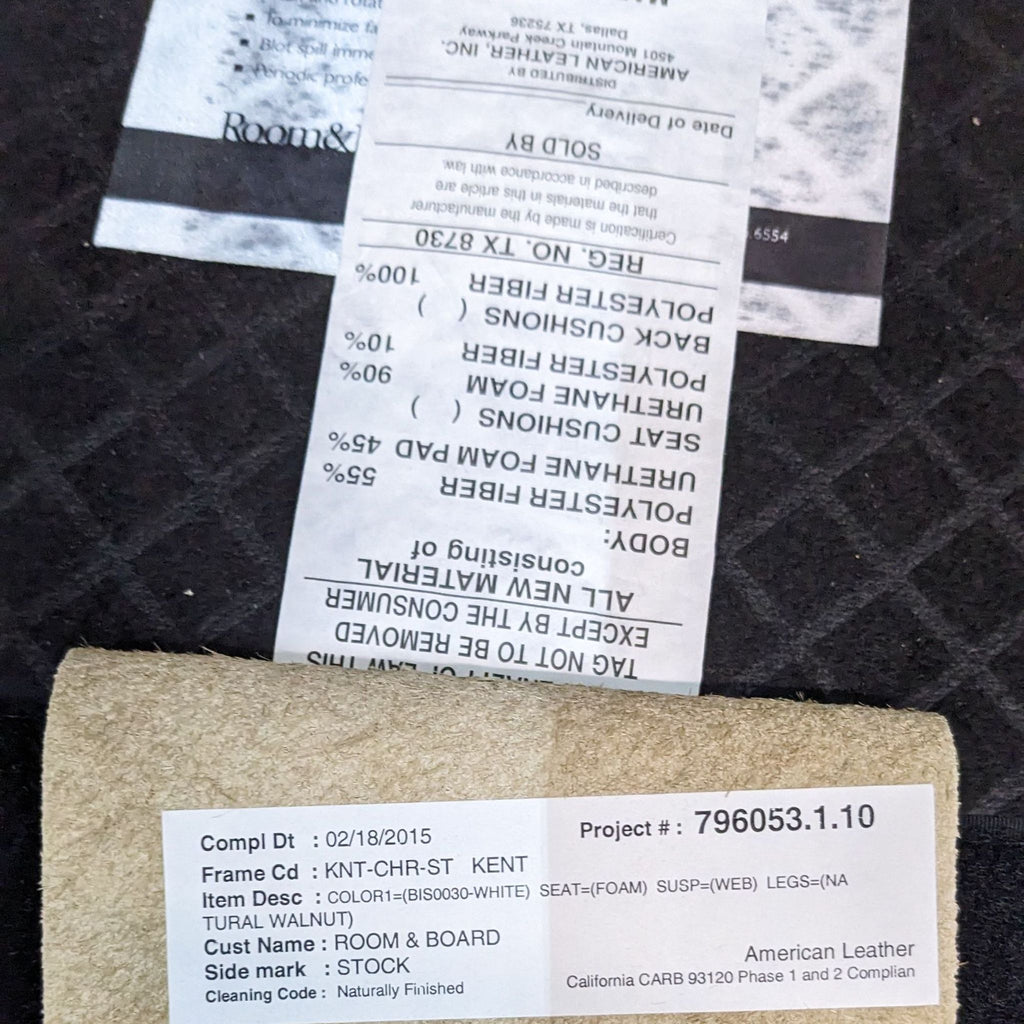 To minimize fa
Blot spill imme
Periodic profe
Room&
6554
TAG NOT TO BE REMOVED
EXCEPT BY THE CONSUMER
ALL NEW MATERIAL
consisting of
BODY:
POLYESTER FIBER 55%
URETHANE FOAM PAD 45%
SEAT CUSHIONS ( )
URETHANE FOAM 90%
POLYESTER FIBER 10%
BACK CUSHIONS ( )
POLYESTER FIBER 100%
REG. NO. TX 8730
Certification is made by the manufacturer
that the materials in this article are
described in accordance with law.
SOLD BY
Date of Delivery
DISTRIBUTED BY
AMERICAN LEATHER, INC.
4501 Mountain Creek Parkway
Dallas, TX 75236
Compl Dt : 02/18/2015
Project # : 796053.1.10
Frame Cd : KNT-CHR-ST KENT
Item Desc : COLOR1=(BIS0030-WHITE) SEAT=(FOAM) SUSP=(WEB) LEGS=(NA
TURAL WALNUT)
Cust Name : ROOM & BOARD
Side mark : STOCK
Cleaning Code : Naturally Finished
American Leather
California CARB 93120 Phase 1 and 2 Complian